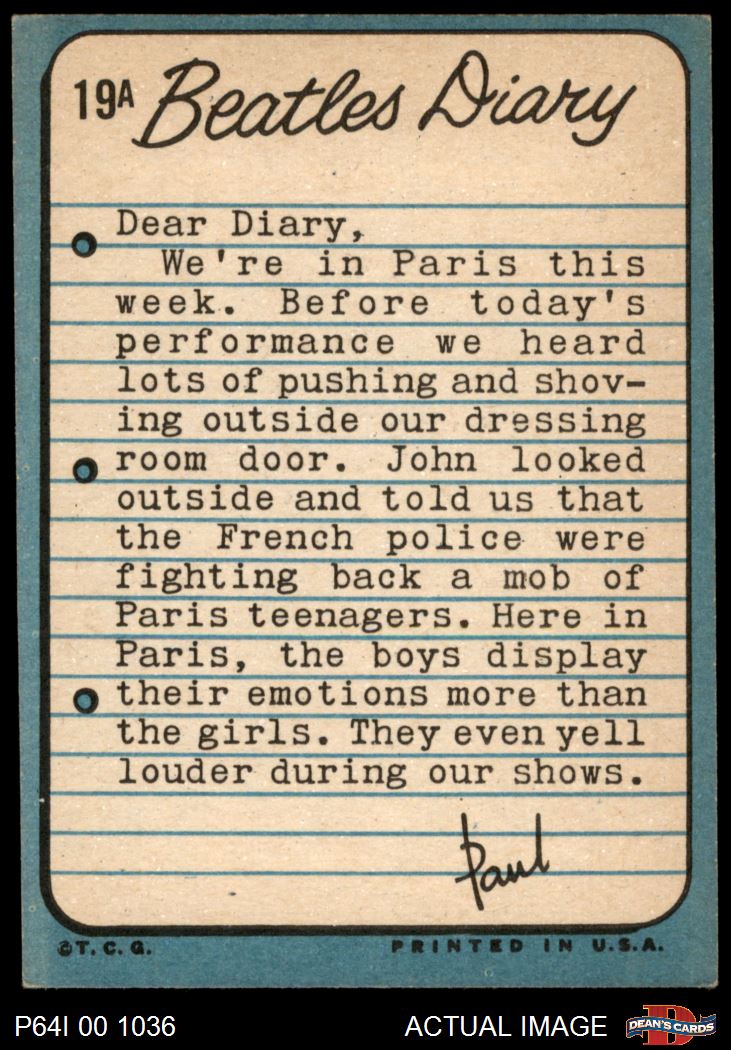 19A Beatles Diary
Dear Diary,
We're in Paris this
week. Before today's
performance we heard
lots of pushing and shov-
ing outside our dressing
room door. John looked
outside and told us that
the French police were
fighting back a mob of
Paris teenagers. Here in
Paris, the boys display
their emotions more than
the girls. They even yell
louder during our shows.
Paul
©T. C. G. PRINTED IN U.S.A.
P64I 00 1036 ACTUAL IMAGE DEAN'S CARDS